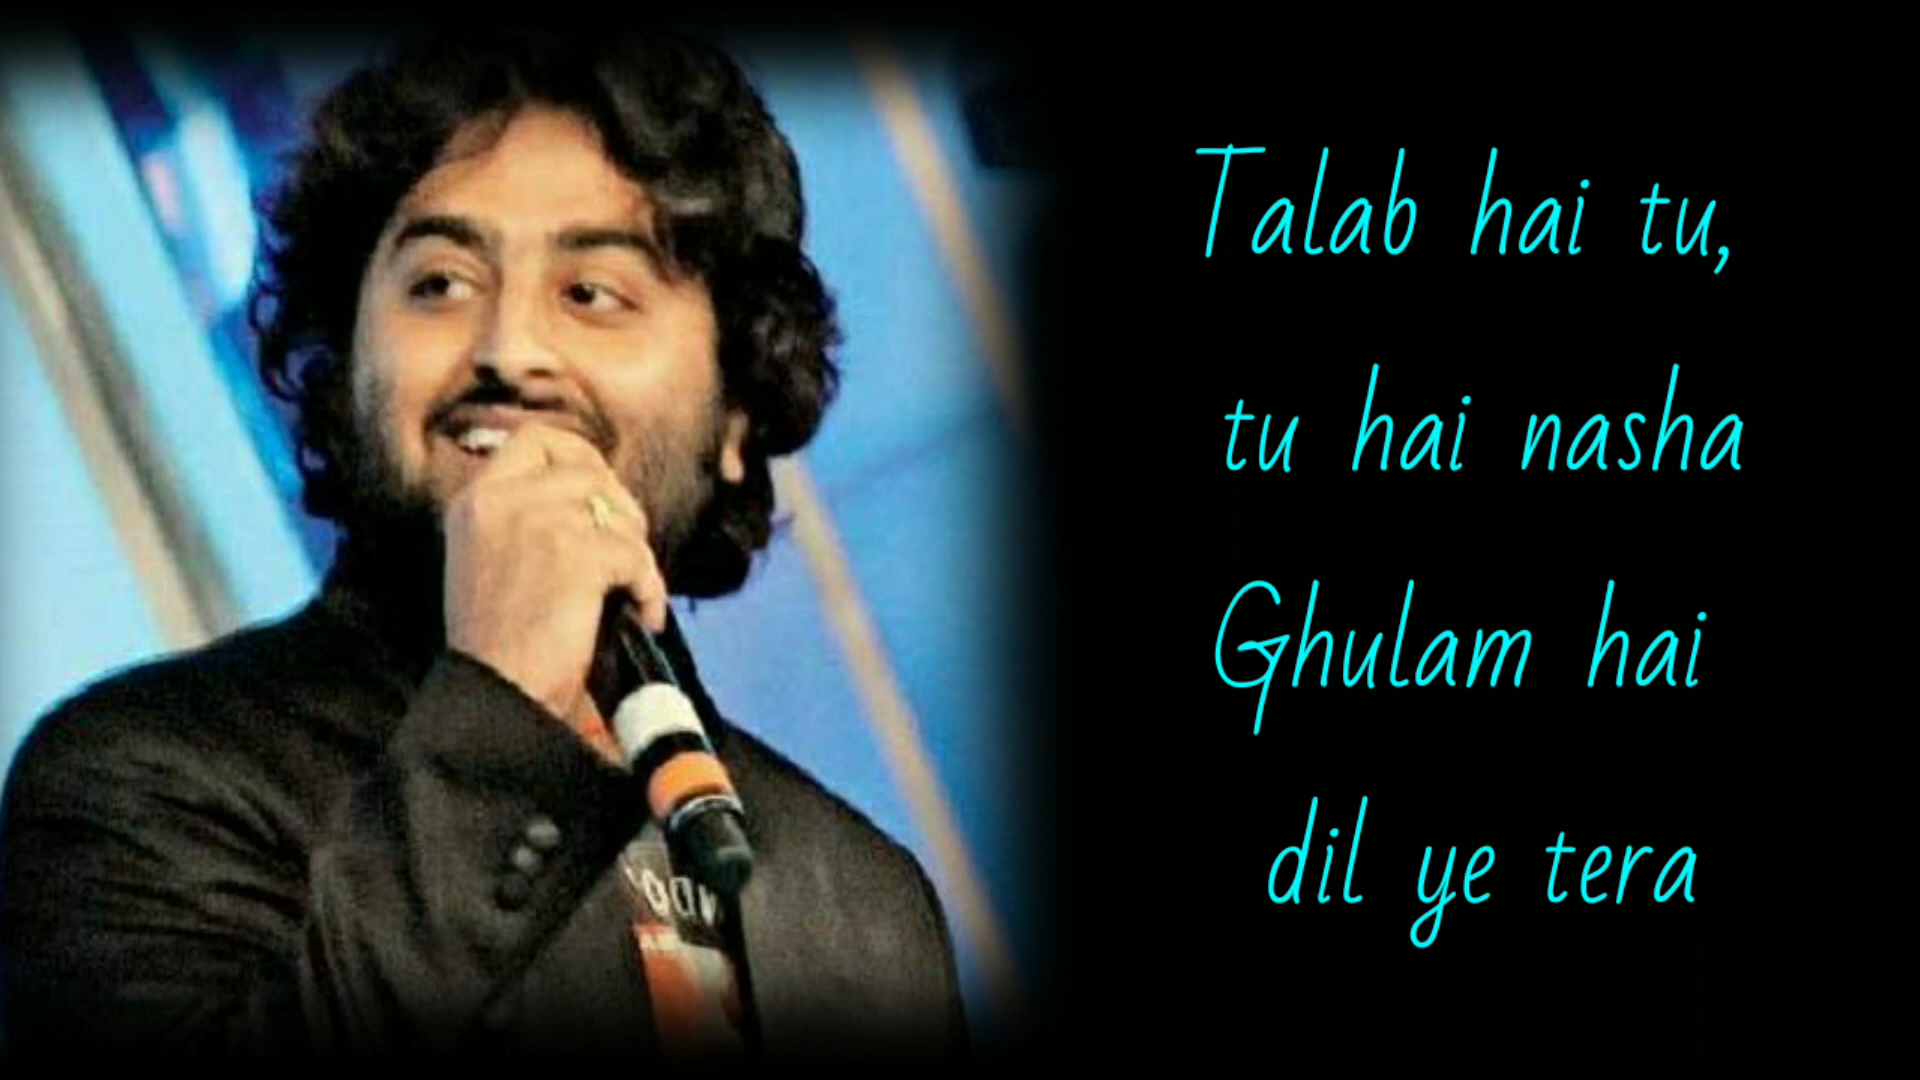 Talab hai tu,
tu hai nasha
Ghulam hai
dil ye tera